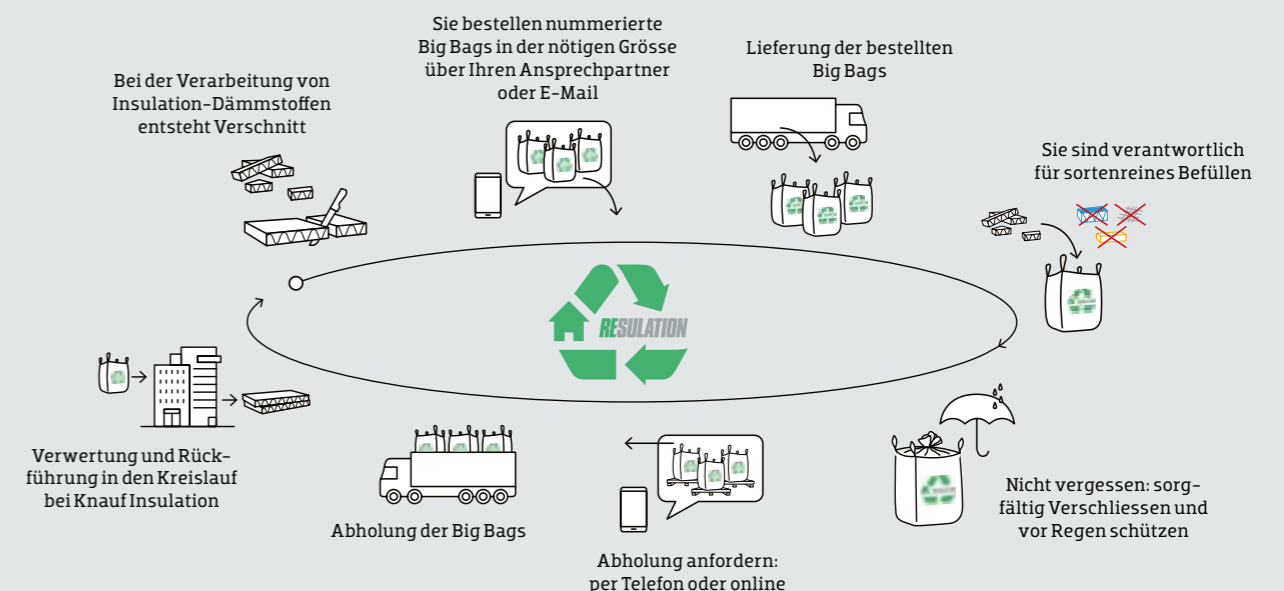 Bei der Verarbeitung von
Insulation-Dämmstoffen
entsteht Verschnitt
Sie bestellen nummerierte
Big Bags in der nötigen Grösse
über Ihren Ansprechpartner
oder E-Mail
Lieferung der bestellten
Big Bags
Sie sind verantwortlich
für sortenreines Befüllen
Nicht vergessen: sorg-
fältig Verschliessen und
vor Regen schützen
Abholung anfordern:
per Telefon oder online
Abholung der Big Bags
Verwertung und Rück-
führung in den Kreislauf
bei Knauf Insulation
RESULATION